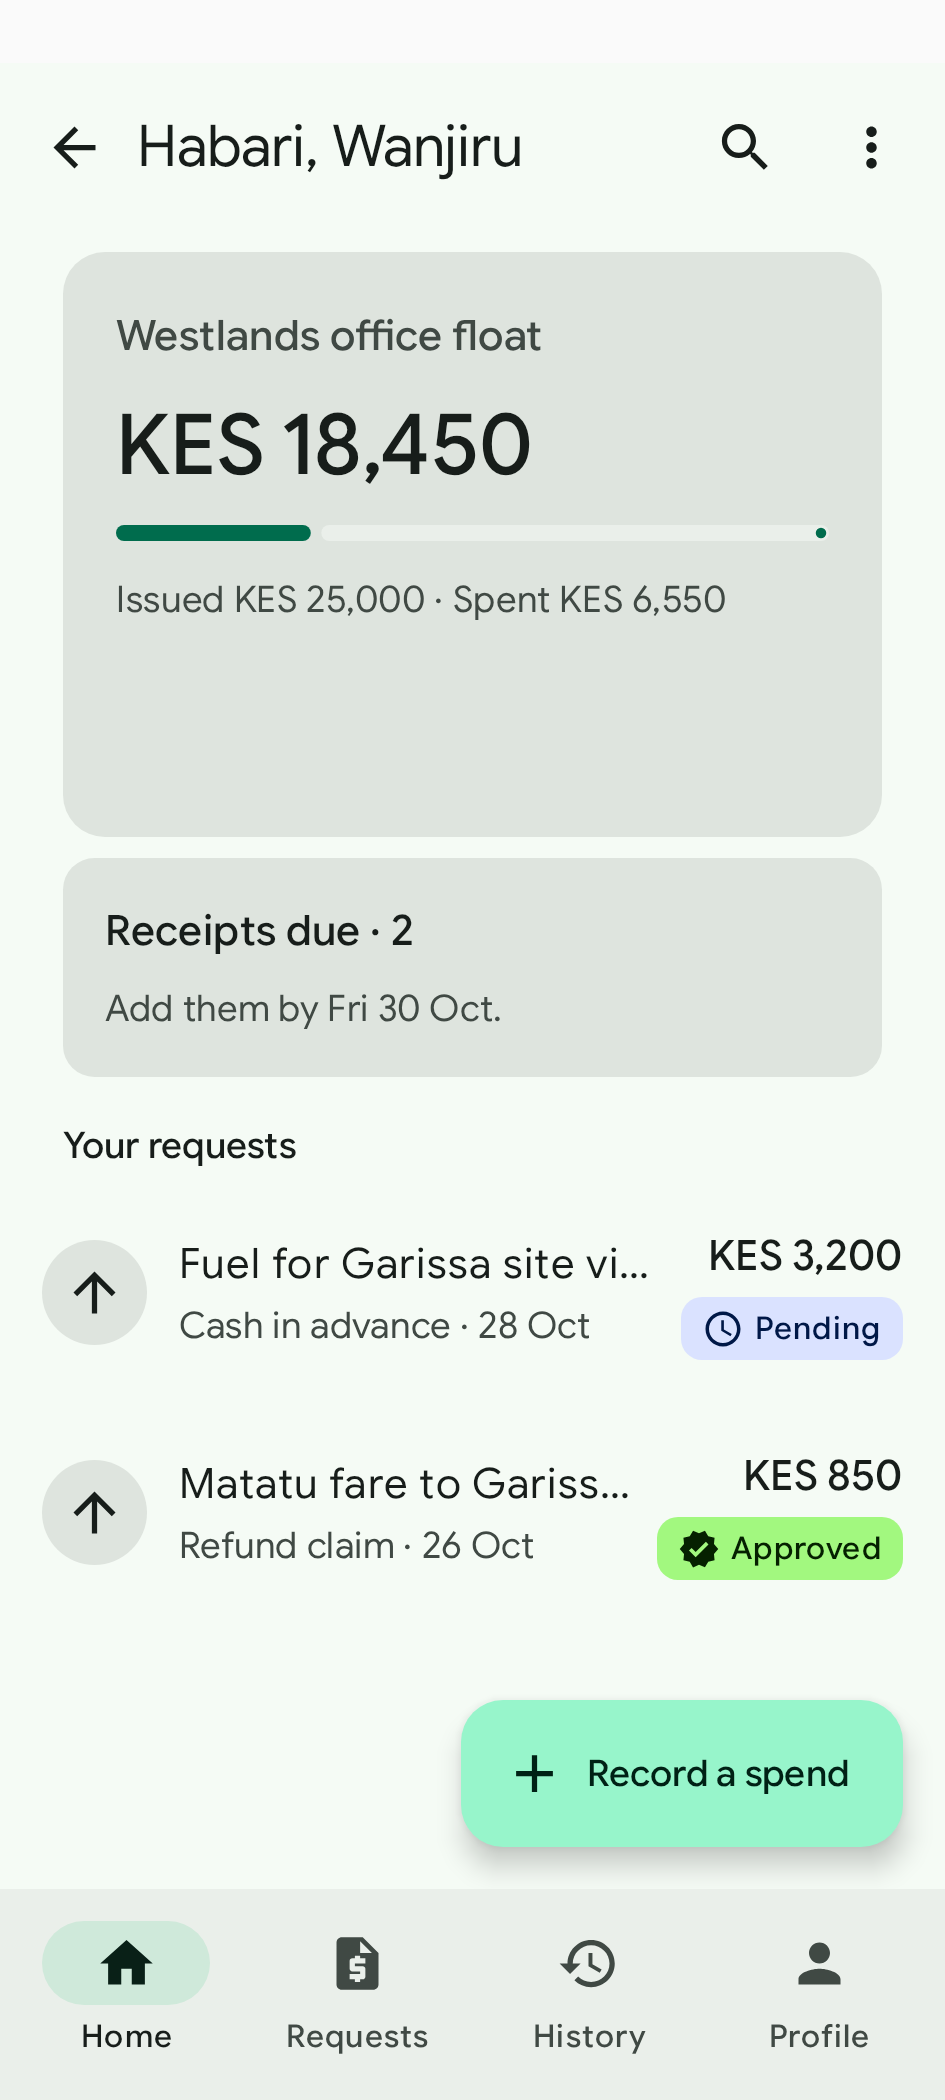 Habari, Wanjiru
Westlands office float
KES 18,450
Issued KES 25,000 · Spent KES 6,550
Receipts due · 2
Add them by Fri 30 Oct.
Your requests
Fuel for Garissa site vi...
KES 3,200
Cash in advance · 28 Oct
Pending
Matatu fare to Gariss...
KES 850
Refund claim · 26 Oct
Approved
Record a spend
Home
Requests
History
Profile